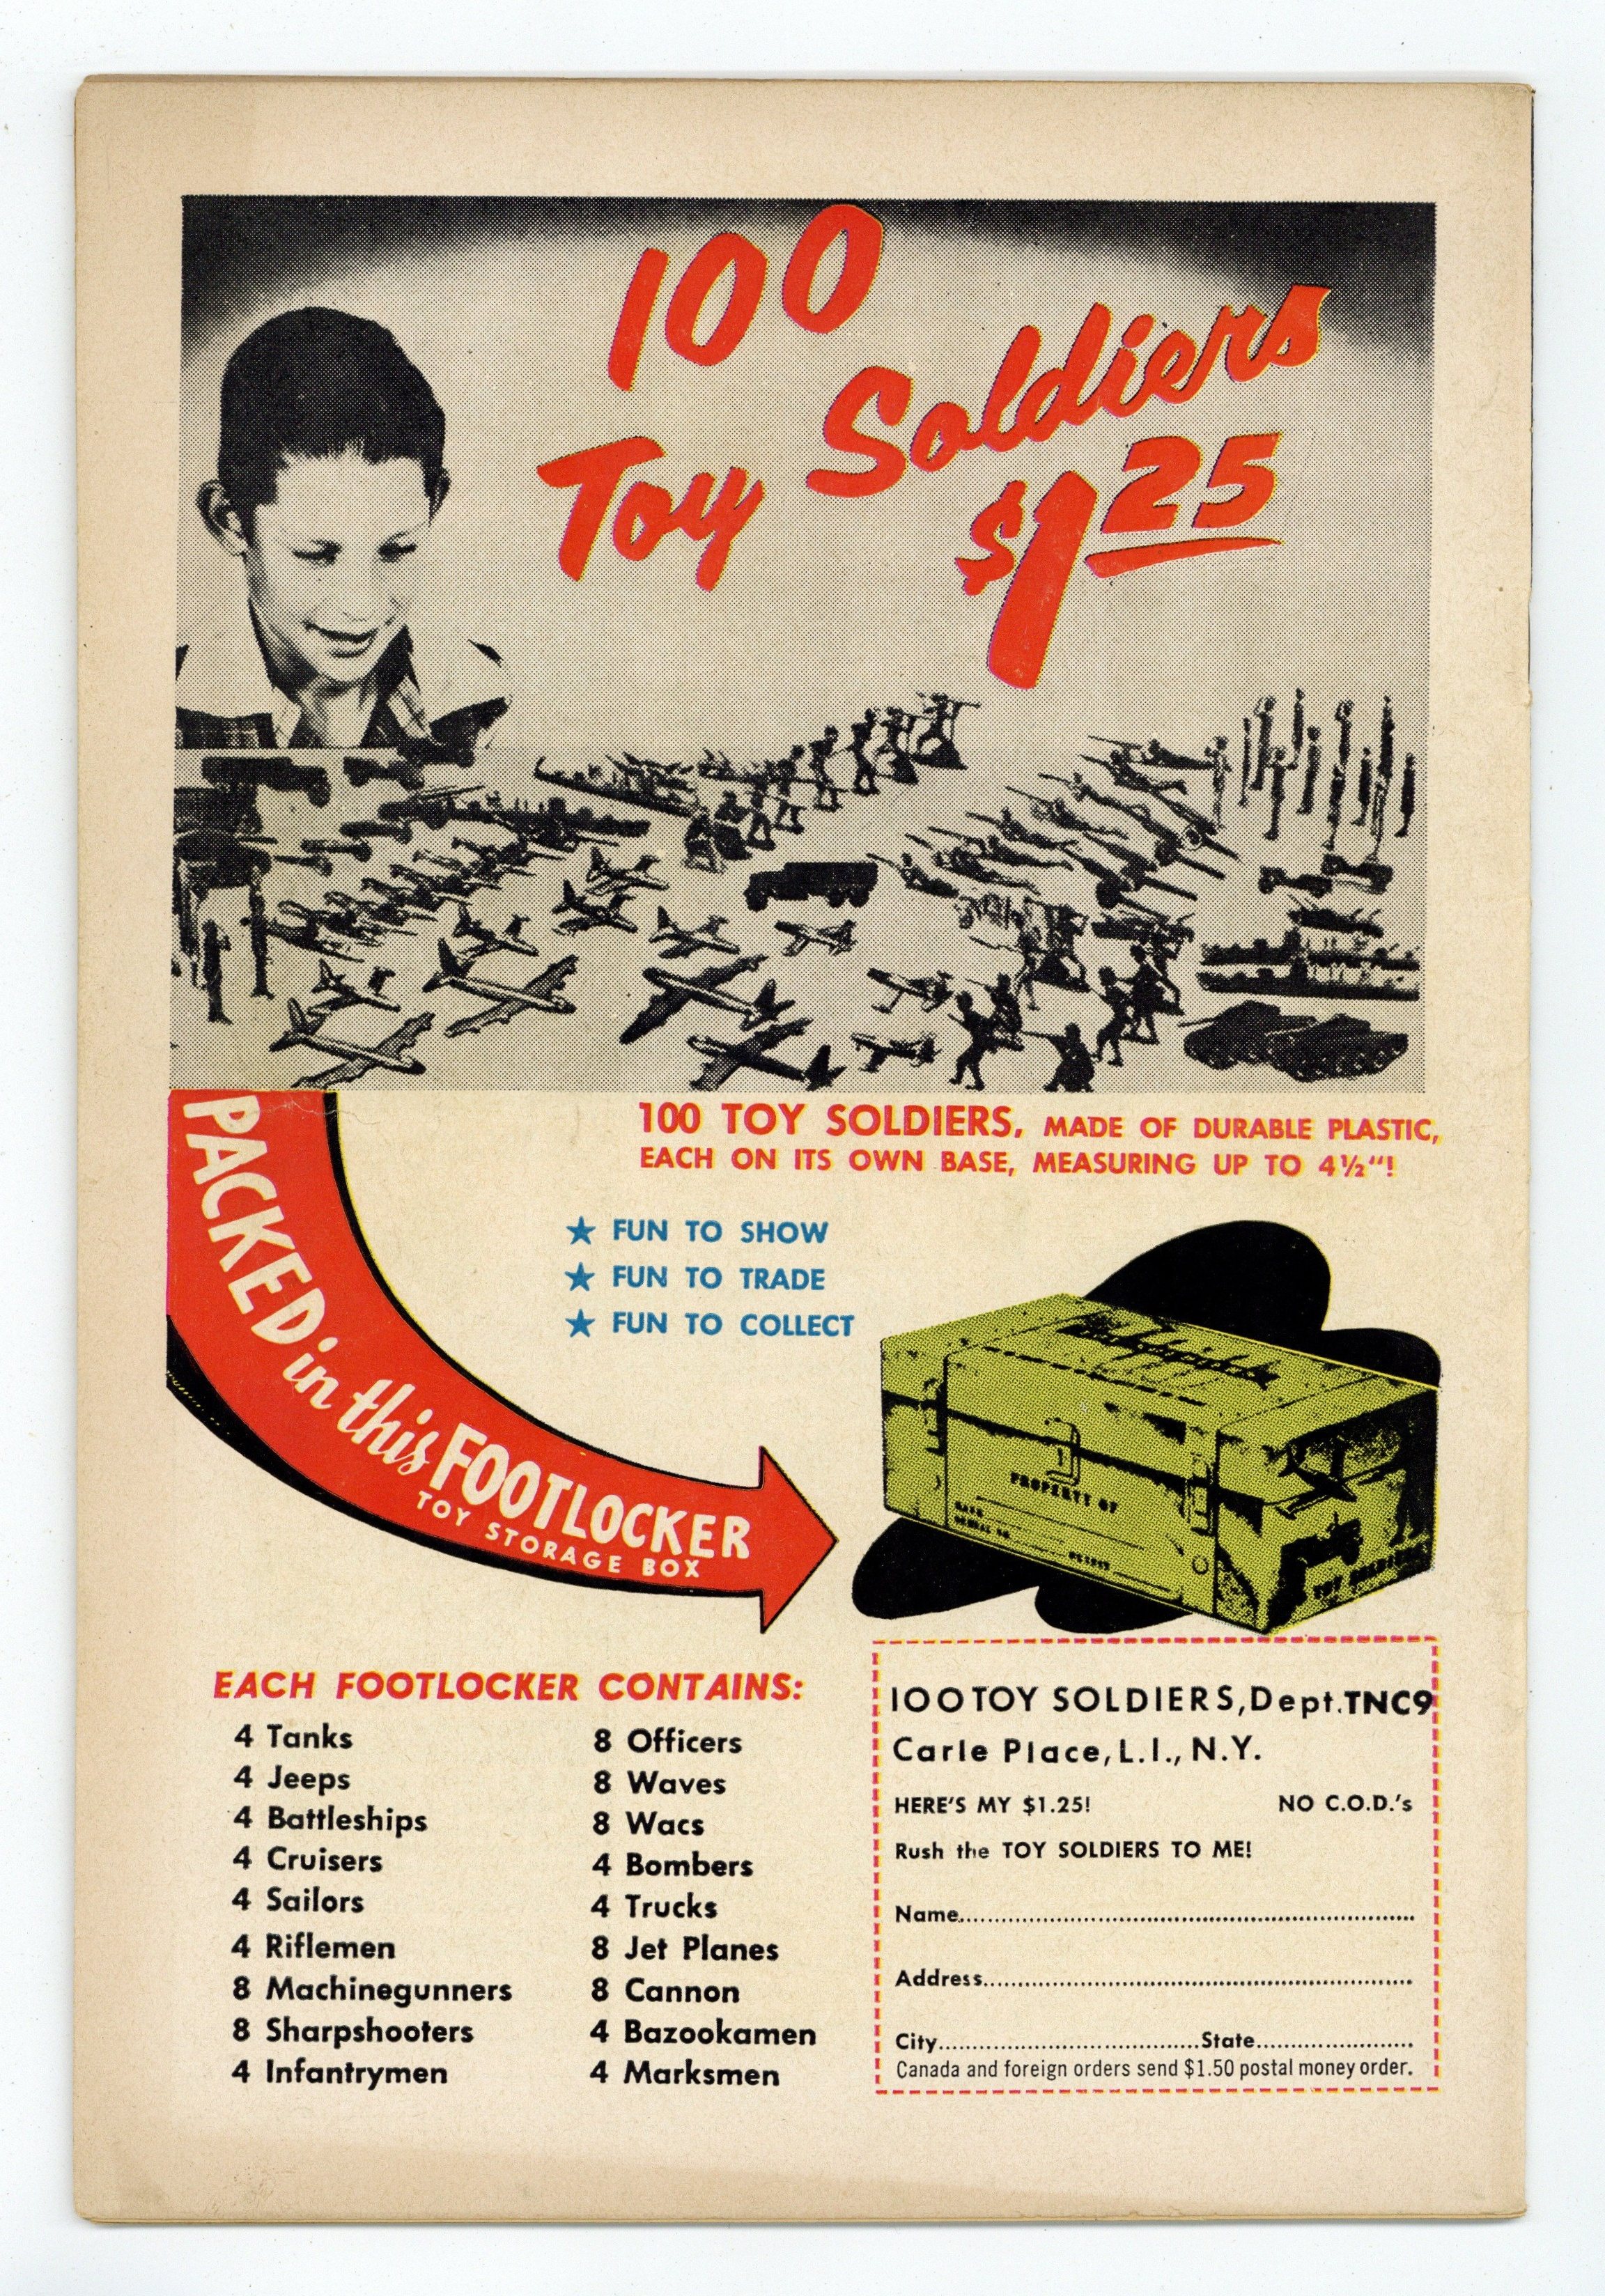 100
Toy Soldiers
$1.25
100 TOY SOLDIERS, MADE OF DURABLE PLASTIC,
EACH ON ITS OWN BASE, MEASURING UP TO 4½"!
★ FUN TO SHOW
★ FUN TO TRADE
★ FUN TO COLLECT
PACKED in this FOOTLOCKER
TOY STORAGE BOX
PROPERTY OF
TOY SOLDIERS
EACH FOOTLOCKER CONTAINS:
4 Tanks
4 Jeeps
4 Battleships
4 Cruisers
4 Sailors
4 Riflemen
8 Machinegunners
8 Sharpshooters
4 Infantrymen
8 Officers
8 Waves
8 Wacs
4 Bombers
4 Trucks
8 Jet Planes
8 Cannon
4 Bazookamen
4 Marksmen
100 TOY SOLDIERS, Dept. TNC9
Carle Place, L.I., N.Y.
HERE'S MY $1.25! NO C.O.D.'s
Rush the TOY SOLDIERS TO ME!
Name
Address
City State
Canada and foreign orders send $1.50 postal money order.